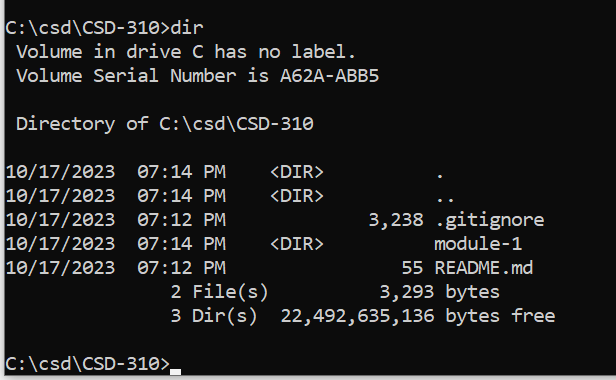 C:\csd\CSD-310>dir
Volume in drive C has no label.
Volume Serial Number is A62A-ABB5
Directory of C:\csd\CSD-310
10/17/2023  07:14 PM    <DIR>          .
10/17/2023  07:14 PM    <DIR>          ..
10/17/2023  07:12 PM             3,238 .gitignore
10/17/2023  07:14 PM    <DIR>          module-1
10/17/2023  07:12 PM                55 README.md
2 File(s)          3,293 bytes
3 Dir(s)  22,492,635,136 bytes free
C:\csd\CSD-310>